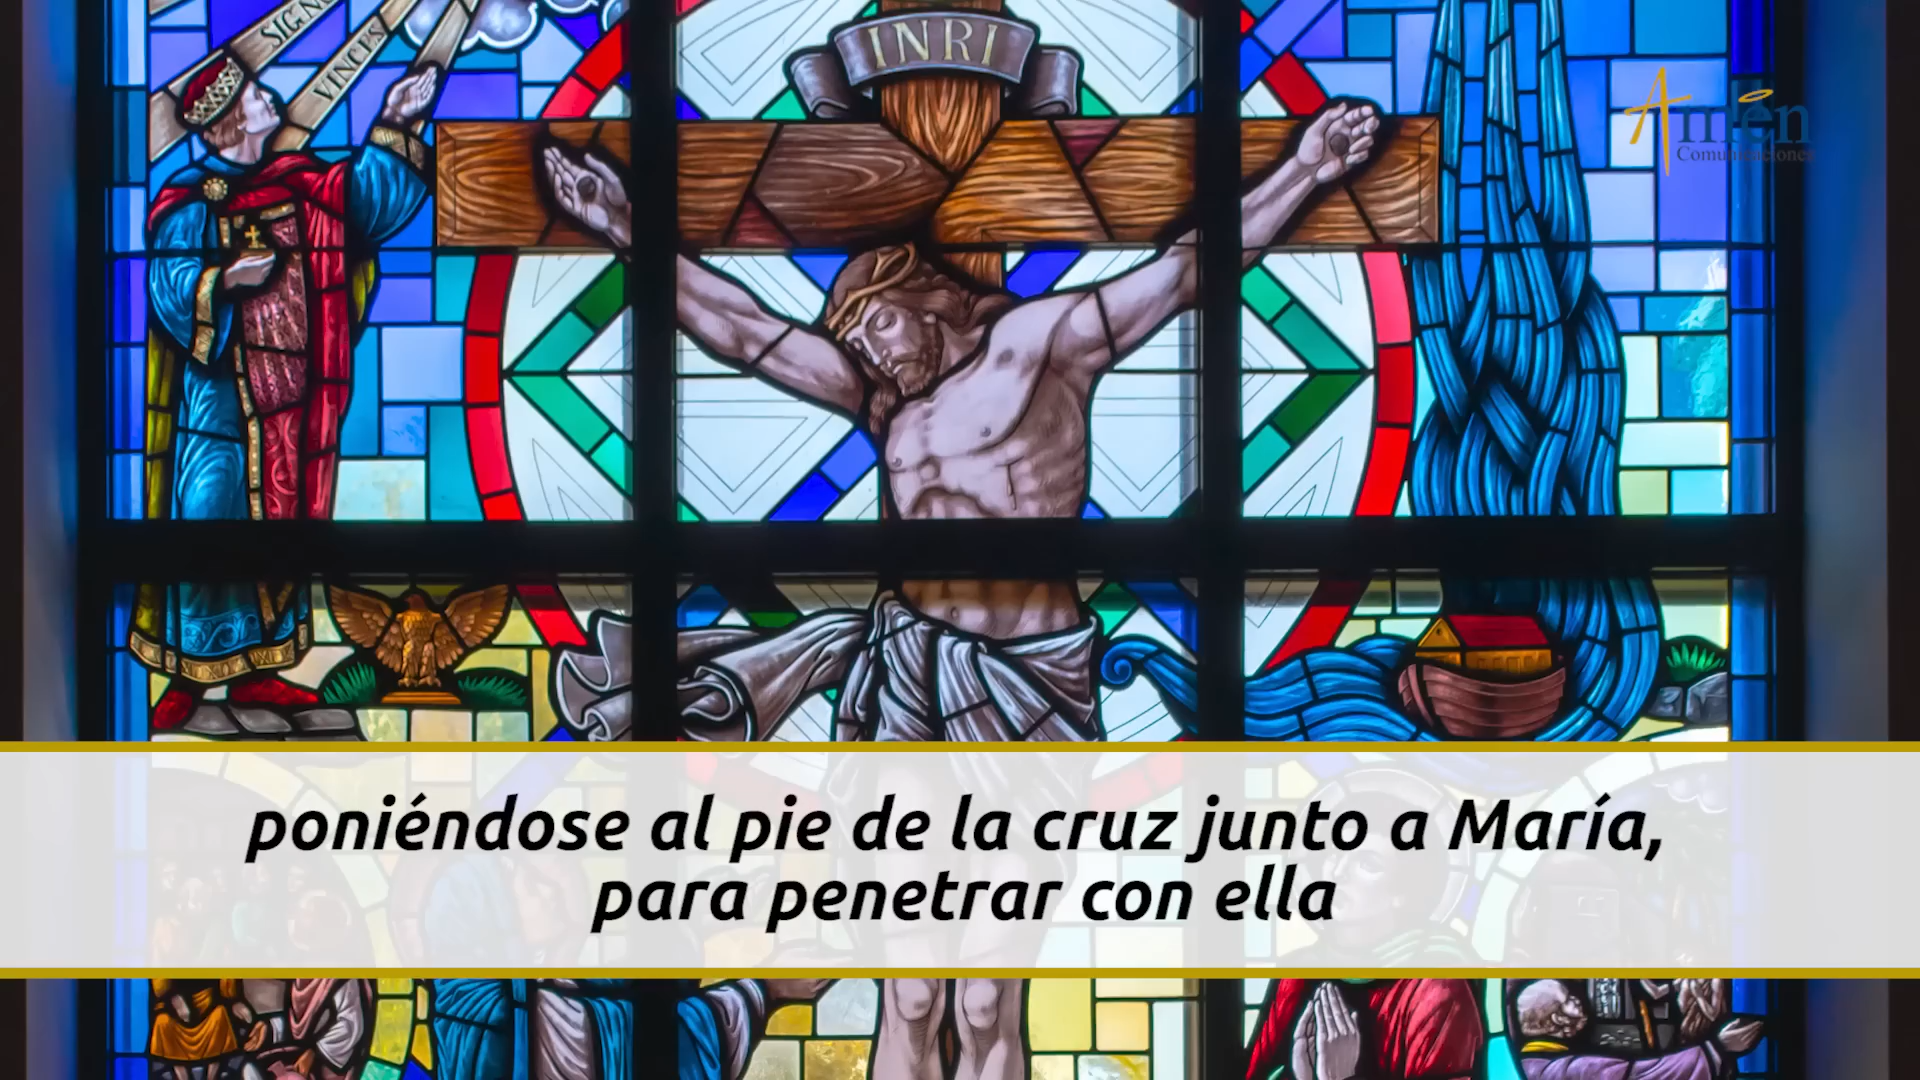 SIGN
VINCES
INRI
Amén
Comunicaciones
poniéndose al pie de la cruz junto a María,
para penetrar con ella